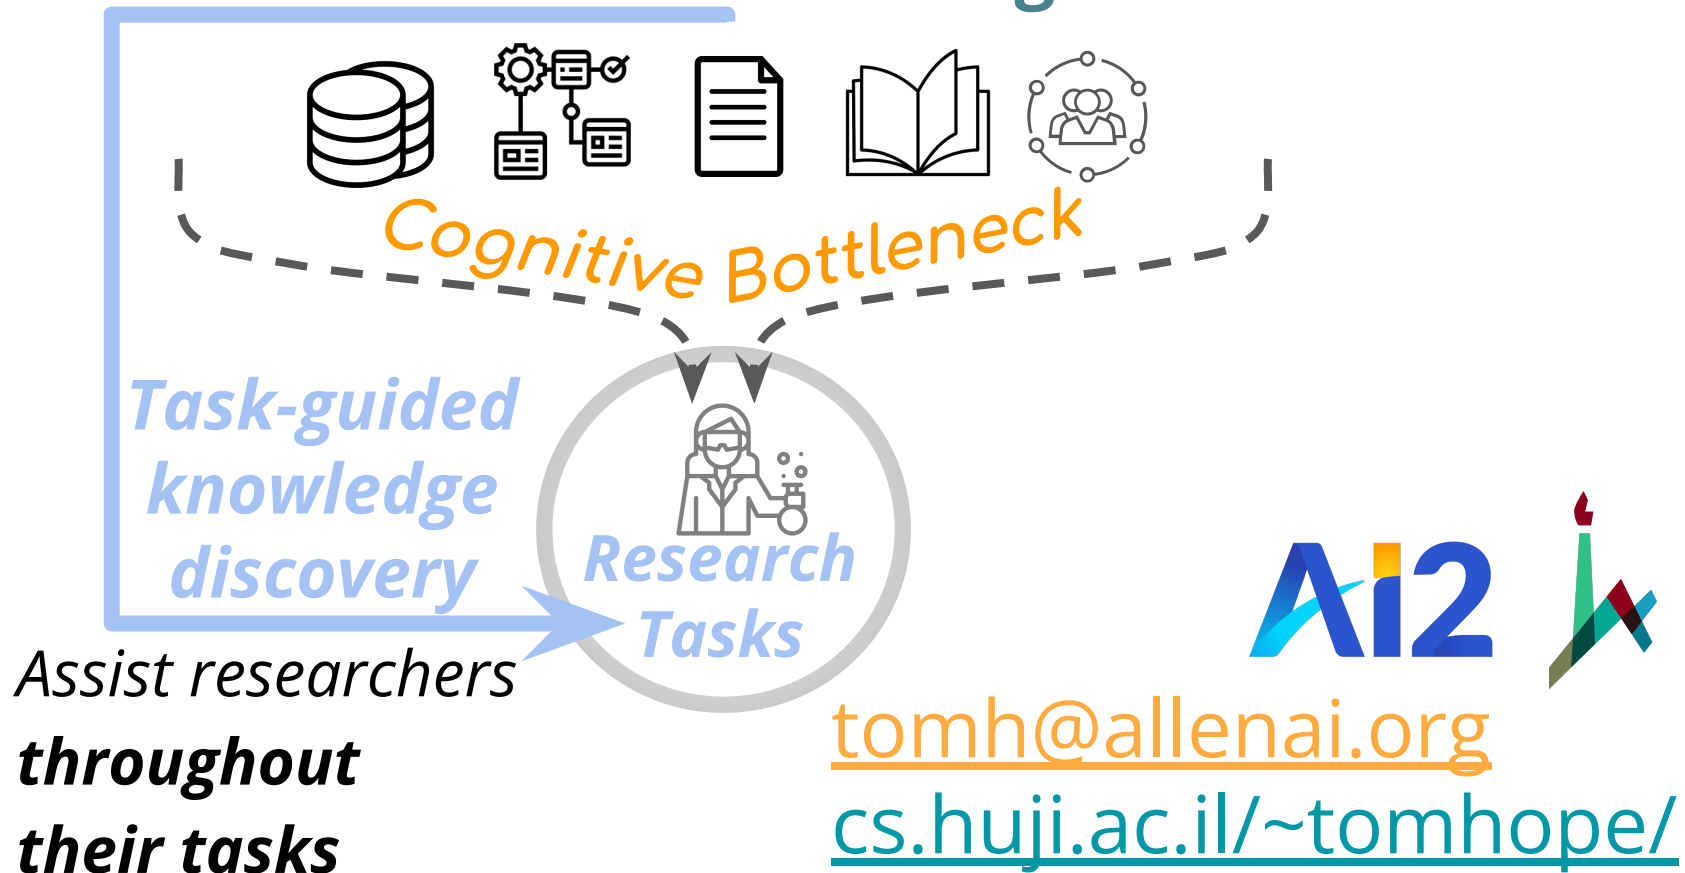 Cognitive Bottleneck
Task-guided
knowledge
discovery
Research
Tasks
Assist researchers
throughout
their tasks
Ai2
tomh@allenai.org
cs.huji.ac.il/~tomhope/